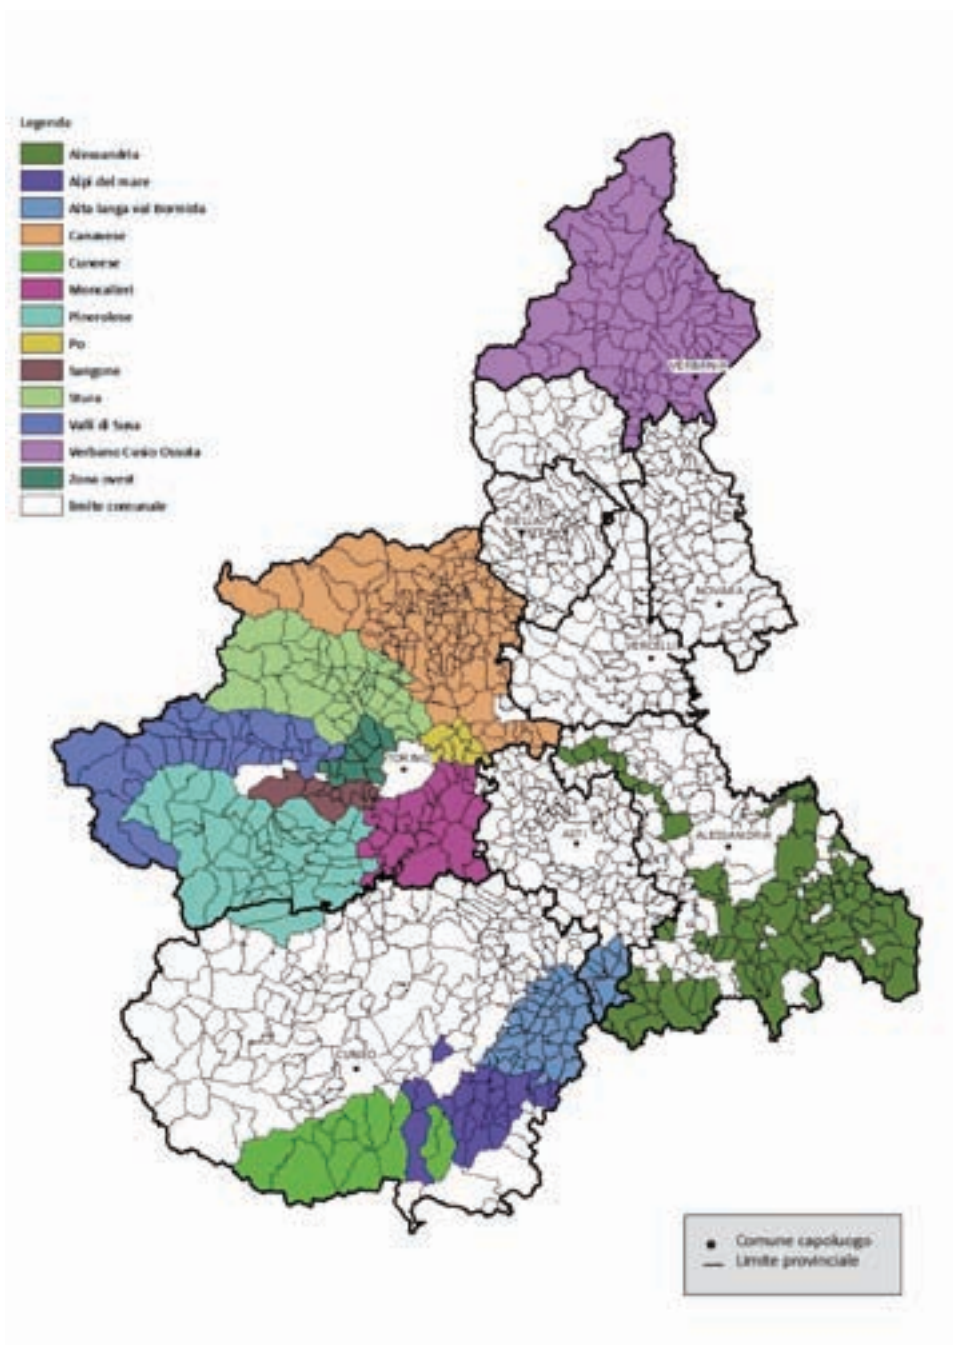 Legenda
Alessandria
Alpi del mare
Alta langa val Bormida
Canavese
Cuneese
Moncalieri
Pinerolese
Po
Sangone
Stura
Valli di Susa
Verbano Cusio Ossola
Zona ovest
limite comunale
VERBANIA
BIELLA
NOVARA
VERCELLI
TORINO
ASTI
ALESSANDRIA
CUNEO
Comune capoluogo
Limite provinciale